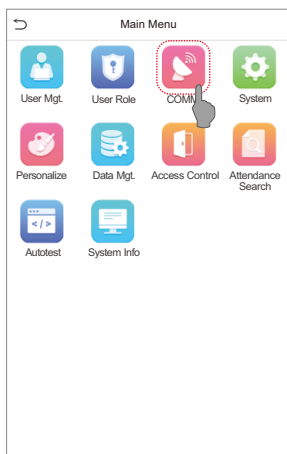 Main Menu
User Mgt.
User Role
COMM.
System
Personalize
Data Mgt.
Access Control
Attendance
Search
</>
Autotest
System Info